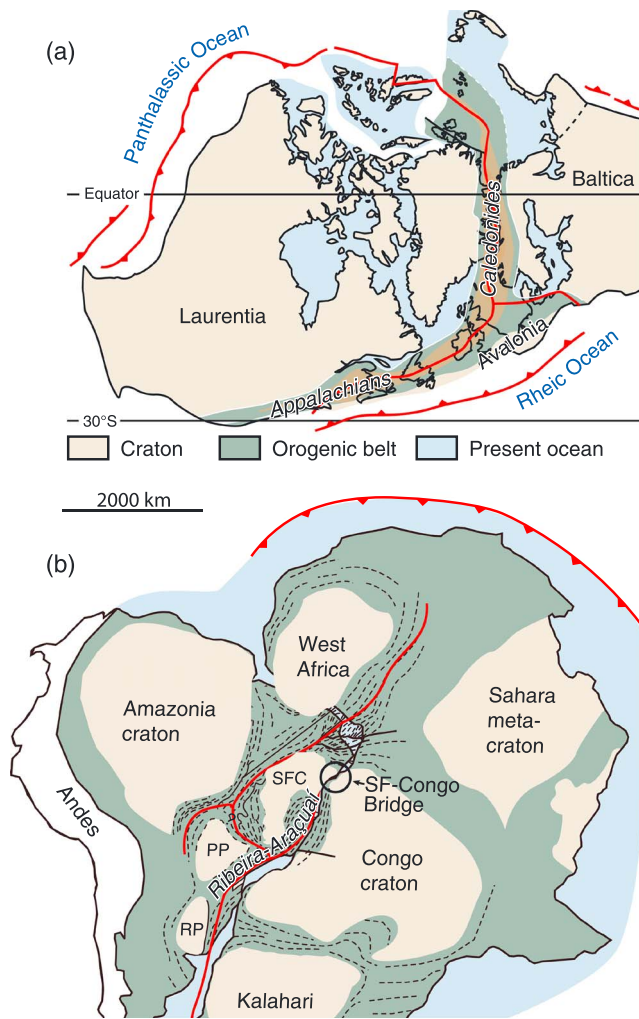 (a)
Panthalassic Ocean
Equator
Baltica
Caledonides
Laurentia
Avalonia
Appalachians
Rheic Ocean
30°S
Craton
Orogenic belt
Present ocean
2000 km
(b)
West
Africa
Amazonia
craton
Sahara
meta-
craton
SFC
SF-Congo
Bridge
Andes
Ribeira-Araçuaí
PP
Congo
craton
RP
Kalahari